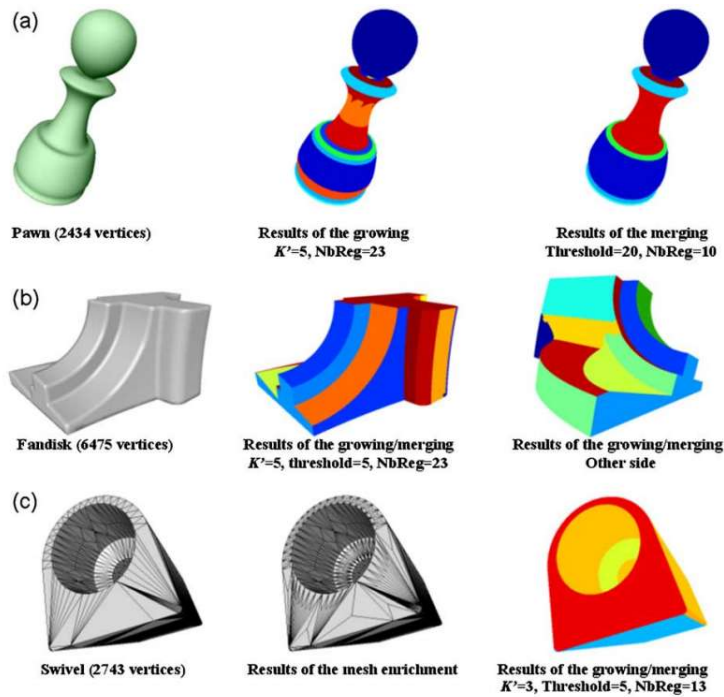 (a)
Pawn (2434 vertices)
Results of the growing
K'=5, NbReg=23
Results of the merging
Threshold=20, NbReg=10
(b)
Fandisk (6475 vertices)
Results of the growing/merging
K'=5, threshold=5, NbReg=23
Results of the growing/merging
Other side
(c)
Swivel (2743 vertices)
Results of the mesh enrichment
Results of the growing/merging
K'=3, Threshold=5, NbReg=13